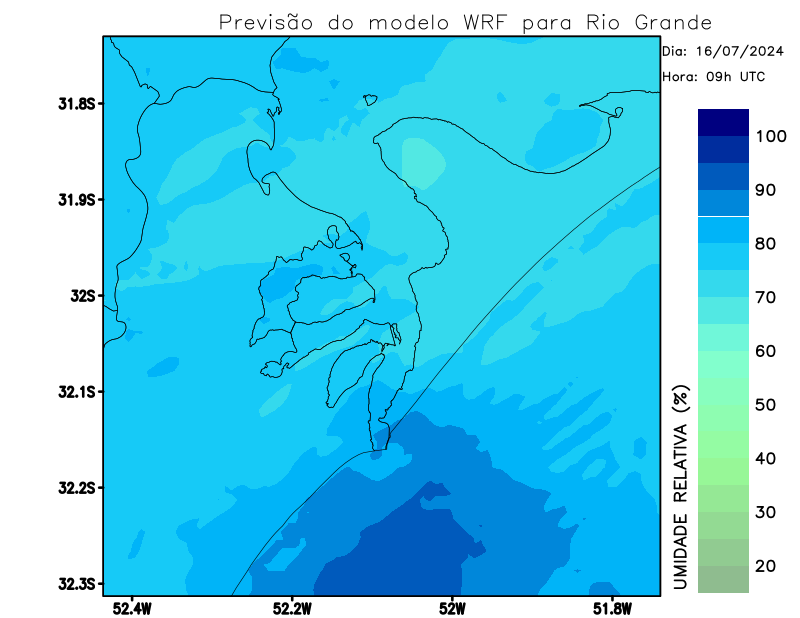 Previsão do modelo WRF para Rio Grande
Dia: 16/07/2024
Hora: 09h UTC
31.8S
31.9S
32S
32.1S
32.2S
32.3S
52.4W
52.2W
52W
51.8W
UMIDADE RELATIVA (%)
100
90
80
70
60
50
40
30
20